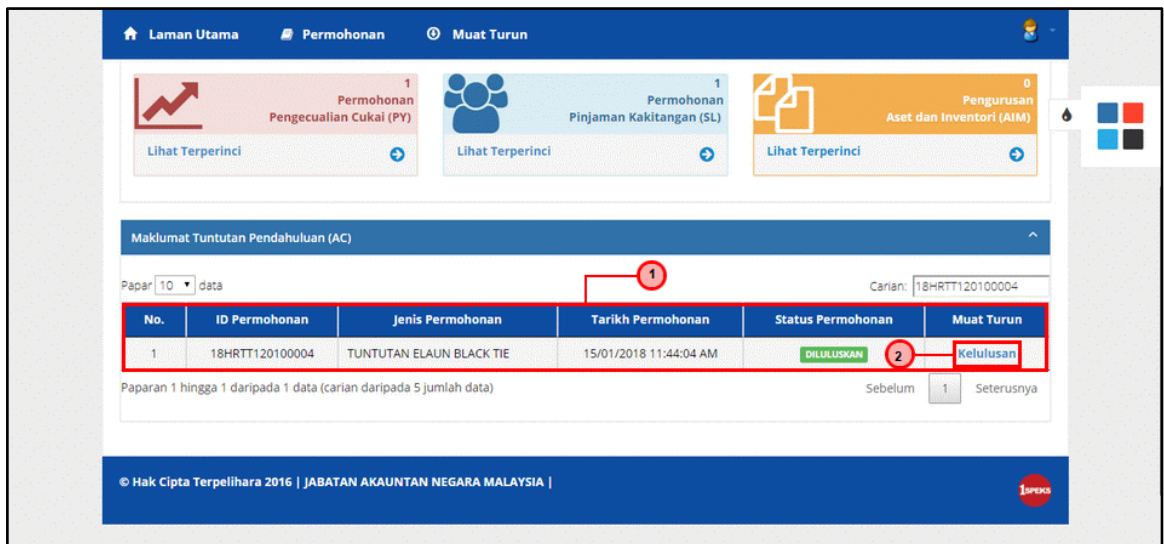 Laman Utama Permohonan Muat Turun
1
Permohonan
Pengecualian Cukai (PY)
Lihat Terperinci
1
Permohonan
Pinjaman Kakitangan (SL)
Lihat Terperinci
0
Pengurusan
Aset dan Inventori (AIM)
Lihat Terperinci
Maklumat Tuntutan Pendahuluan (AC)
1
Papar 10 data Carian: 18HRTT120100004
No. ID Permohonan Jenis Permohonan Tarikh Permohonan Status Permohonan Muat Turun
1 18HRTT120100004 TUNTUTAN ELAUN BLACK TIE 15/01/2018 11:44:04 AM DILULUSKAN 2 Kelulusan
Paparan 1 hingga 1 daripada 1 data (carian daripada 5 jumlah data) Sebelum 1 Seterusnya
© Hak Cipta Terpelihara 2016 | JABATAN AKAUNTAN NEGARA MALAYSIA | 1SPEKS